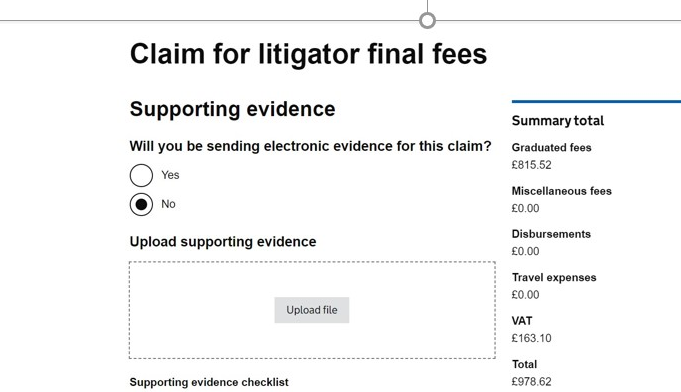 Claim for litigator final fees
Supporting evidence
Will you be sending electronic evidence for this claim?
Yes
No
Upload supporting evidence
Upload file
Supporting evidence checklist
Summary total
Graduated fees
£815.52
Miscellaneous fees
£0.00
Disbursements
£0.00
Travel expenses
£0.00
VAT
£163.10
Total
£978.62